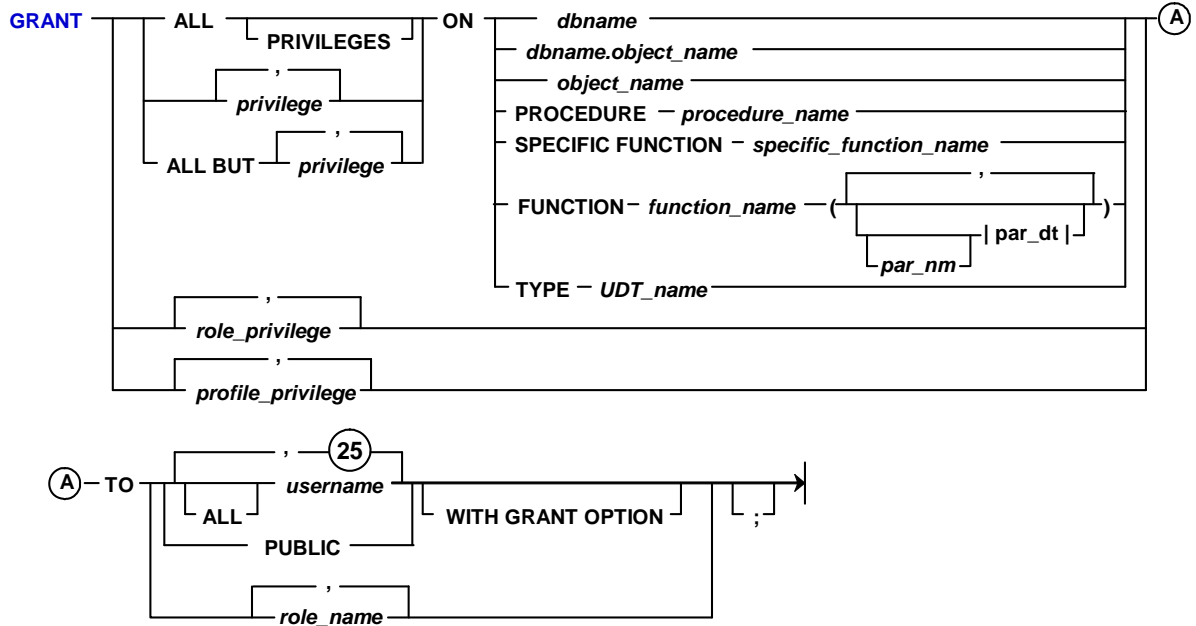 GRANT ALL ON dbname A
PRIVILEGES
dbname.object_name
,
object_name
privilege
PROCEDURE procedure_name
,
SPECIFIC FUNCTION specific_function_name
ALL BUT privilege
,
FUNCTION function_name ( | par_dt | )
par_nm
TYPE UDT_name
,
role_privilege
,
profile_privilege
, 25
A TO username
ALL WITH GRANT OPTION ;
PUBLIC
,
role_name